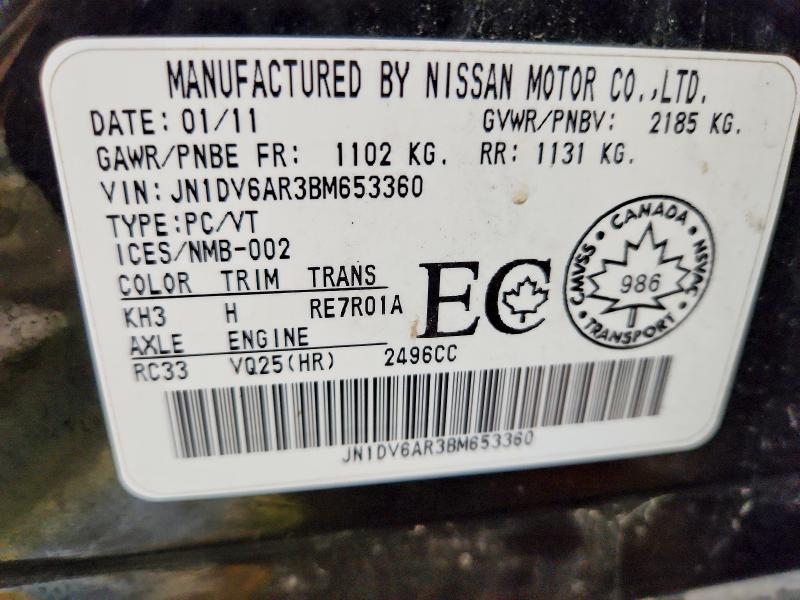 MANUFACTURED BY NISSAN MOTOR CO.,LTD.
DATE: 01/11 GVWR/PNBV: 2185 KG.
GAWR/PNBE FR: 1102 KG. RR: 1131 KG.
VIN: JN1DV6AR3BM653360
TYPE: PC/VT
ICES/NMB-002
COLOR TRIM TRANS
KH3 H RE7R01A
AXLE ENGINE
RC33 VQ25(HR) 2496CC
EC
CANADA
CMVSS 986 NSVAC
TRANSPORT
JN1DV6AR3BM653360